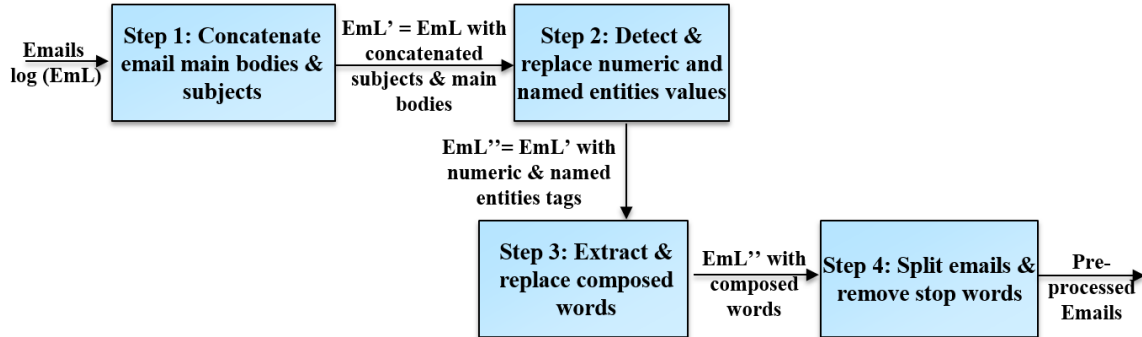 Emails
log (EmL)
Step 1: Concatenate
email main bodies &
subjects
EmL’ = EmL with
concatenated
subjects & main
bodies
Step 2: Detect &
replace numeric and
named entities values
EmL’’= EmL’ with
numeric & named
entities tags
Step 3: Extract &
replace composed
words
EmL’’ with
composed
words
Step 4: Split emails &
remove stop words
Pre-
processed
Emails